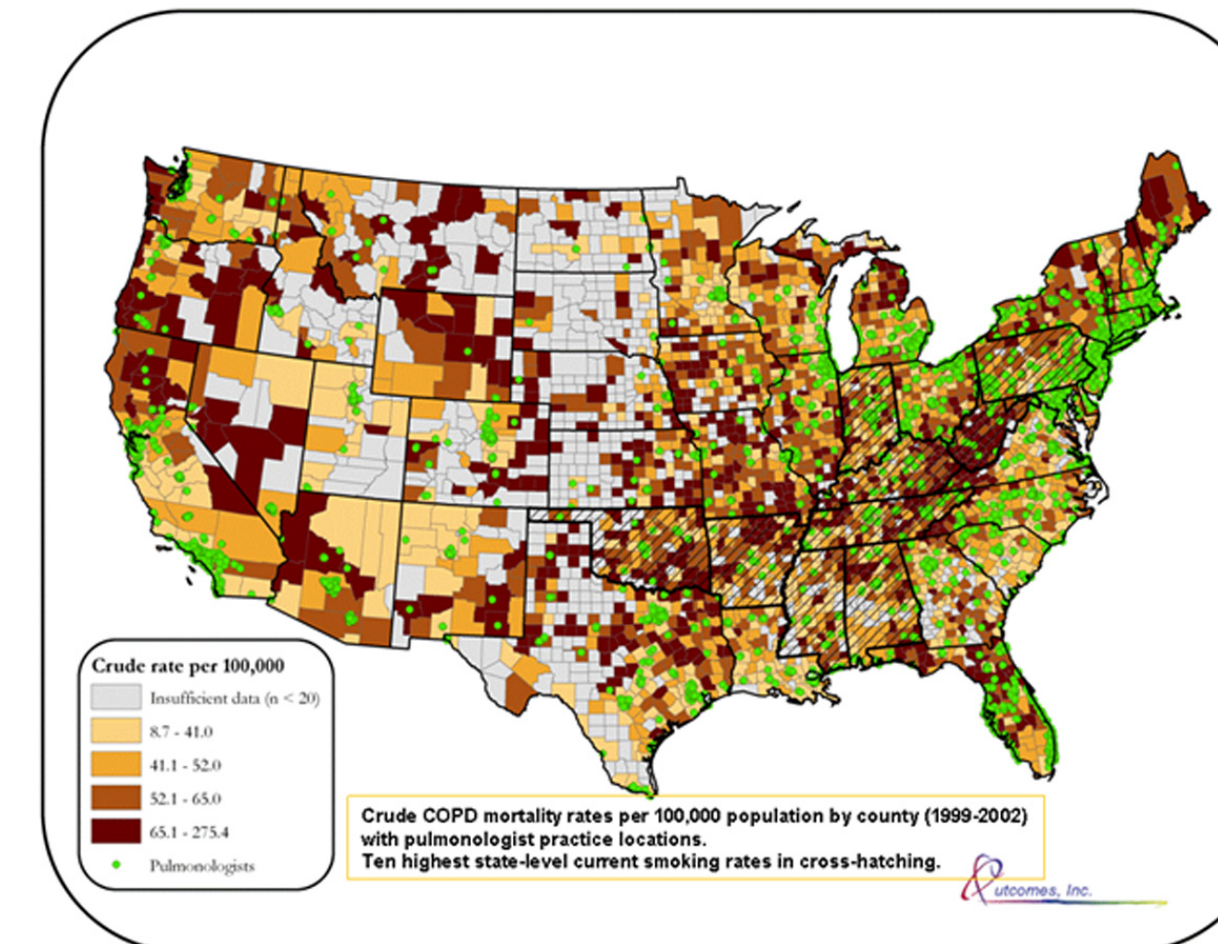 Crude rate per 100,000
Insufficient data (n < 20)
8.7 - 41.0
41.1 - 52.0
52.1 - 65.0
65.1 - 275.4
Pulmonologists
Crude COPD mortality rates per 100,000 population by county (1999-2002)
with pulmonologist practice locations.
Ten highest state-level current smoking rates in cross-hatching.
utcomes, Inc.